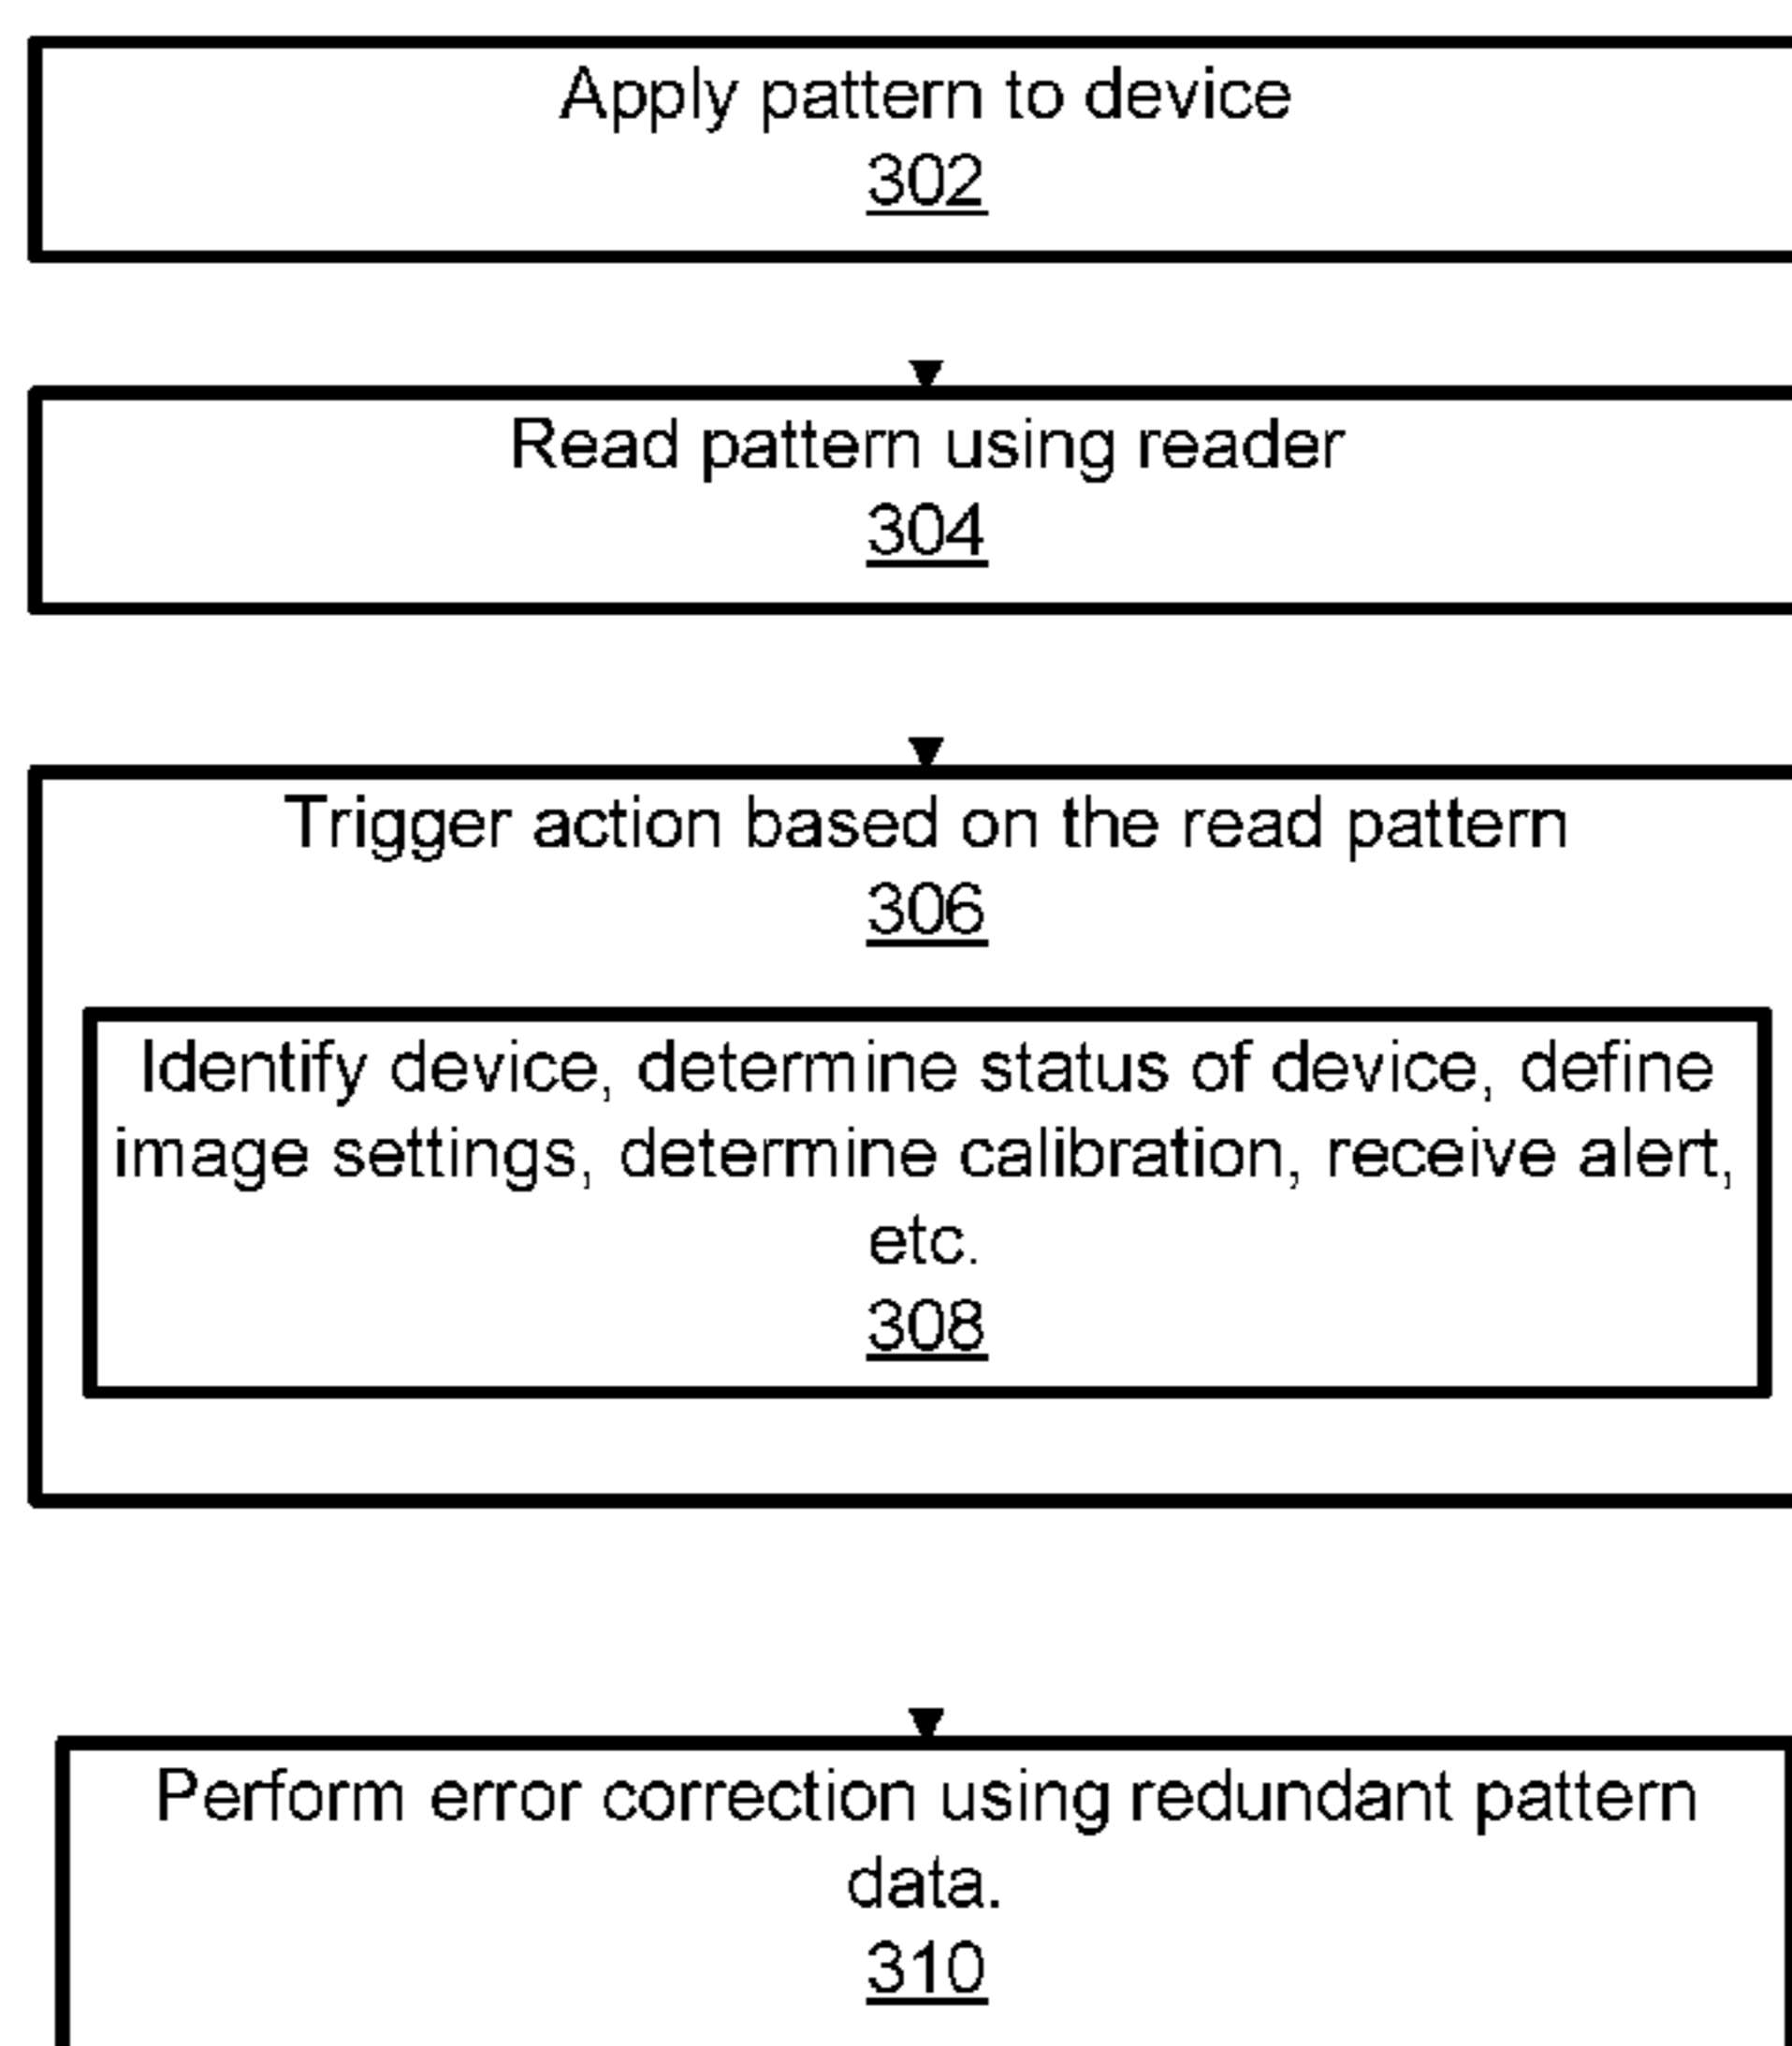 Apply pattern to device
302
Read pattern using reader
304
Trigger action based on the read pattern
306
Identify device, determine status of device, define
image settings, determine calibration, receive alert,
etc.
308
Perform error correction using redundant pattern
data.
310